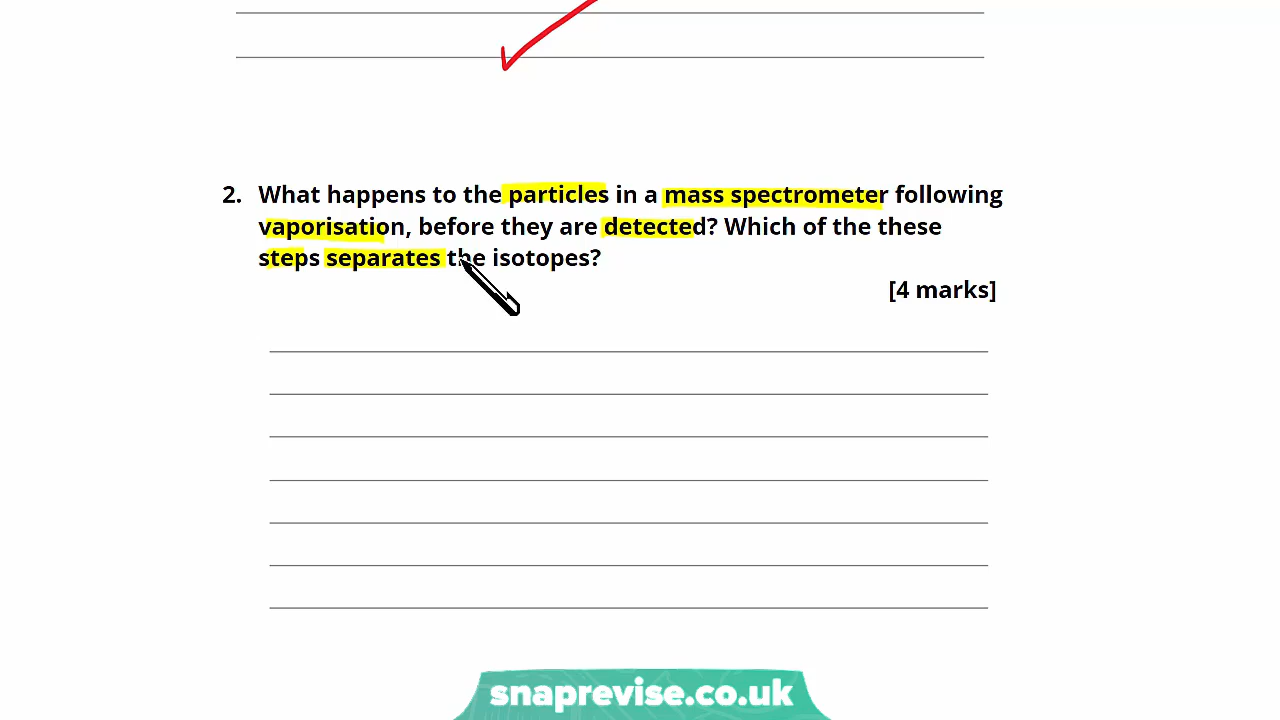 2. What happens to the particles in a mass spectrometer following
vaporisation, before they are detected? Which of the these
steps separates the isotopes?
[4 marks]
snaprevise.co.uk